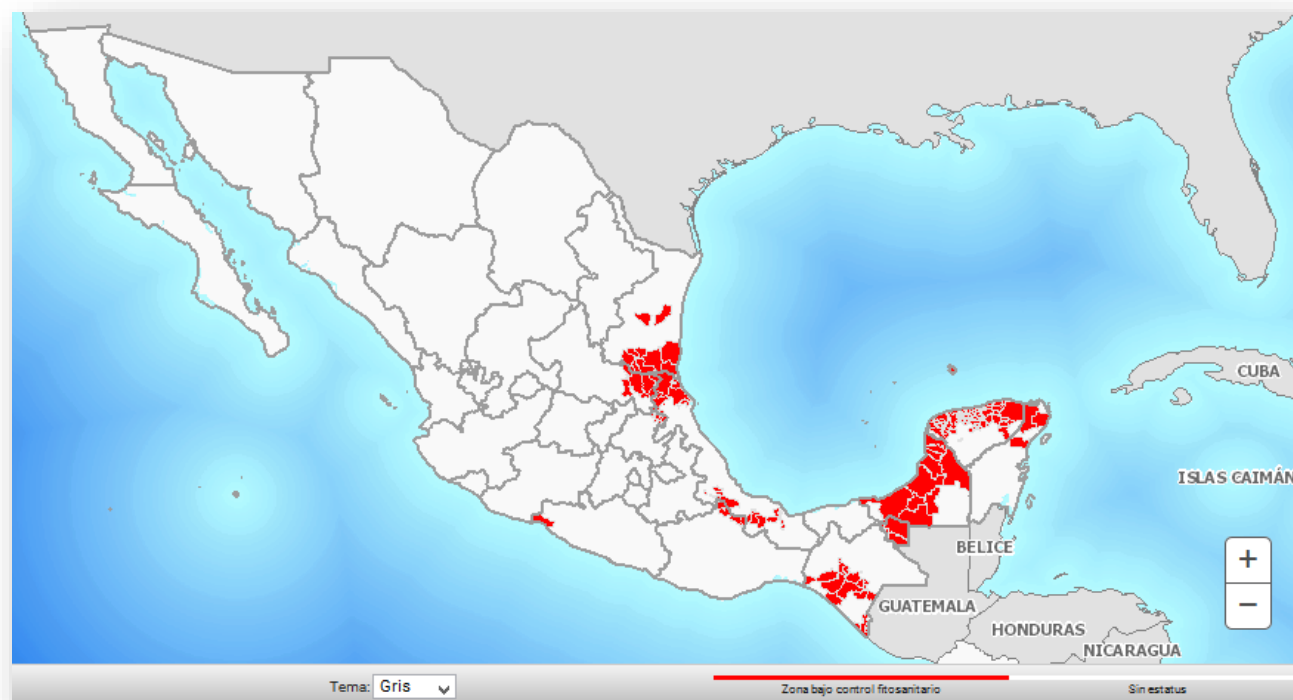 CUBA
ISLAS CAIMÁN
BELICE
GUATEMALA
HONDURAS
NICARAGUA
+
−
Tema: Gris
Zona bajo control fitosanitario
Sin estatus